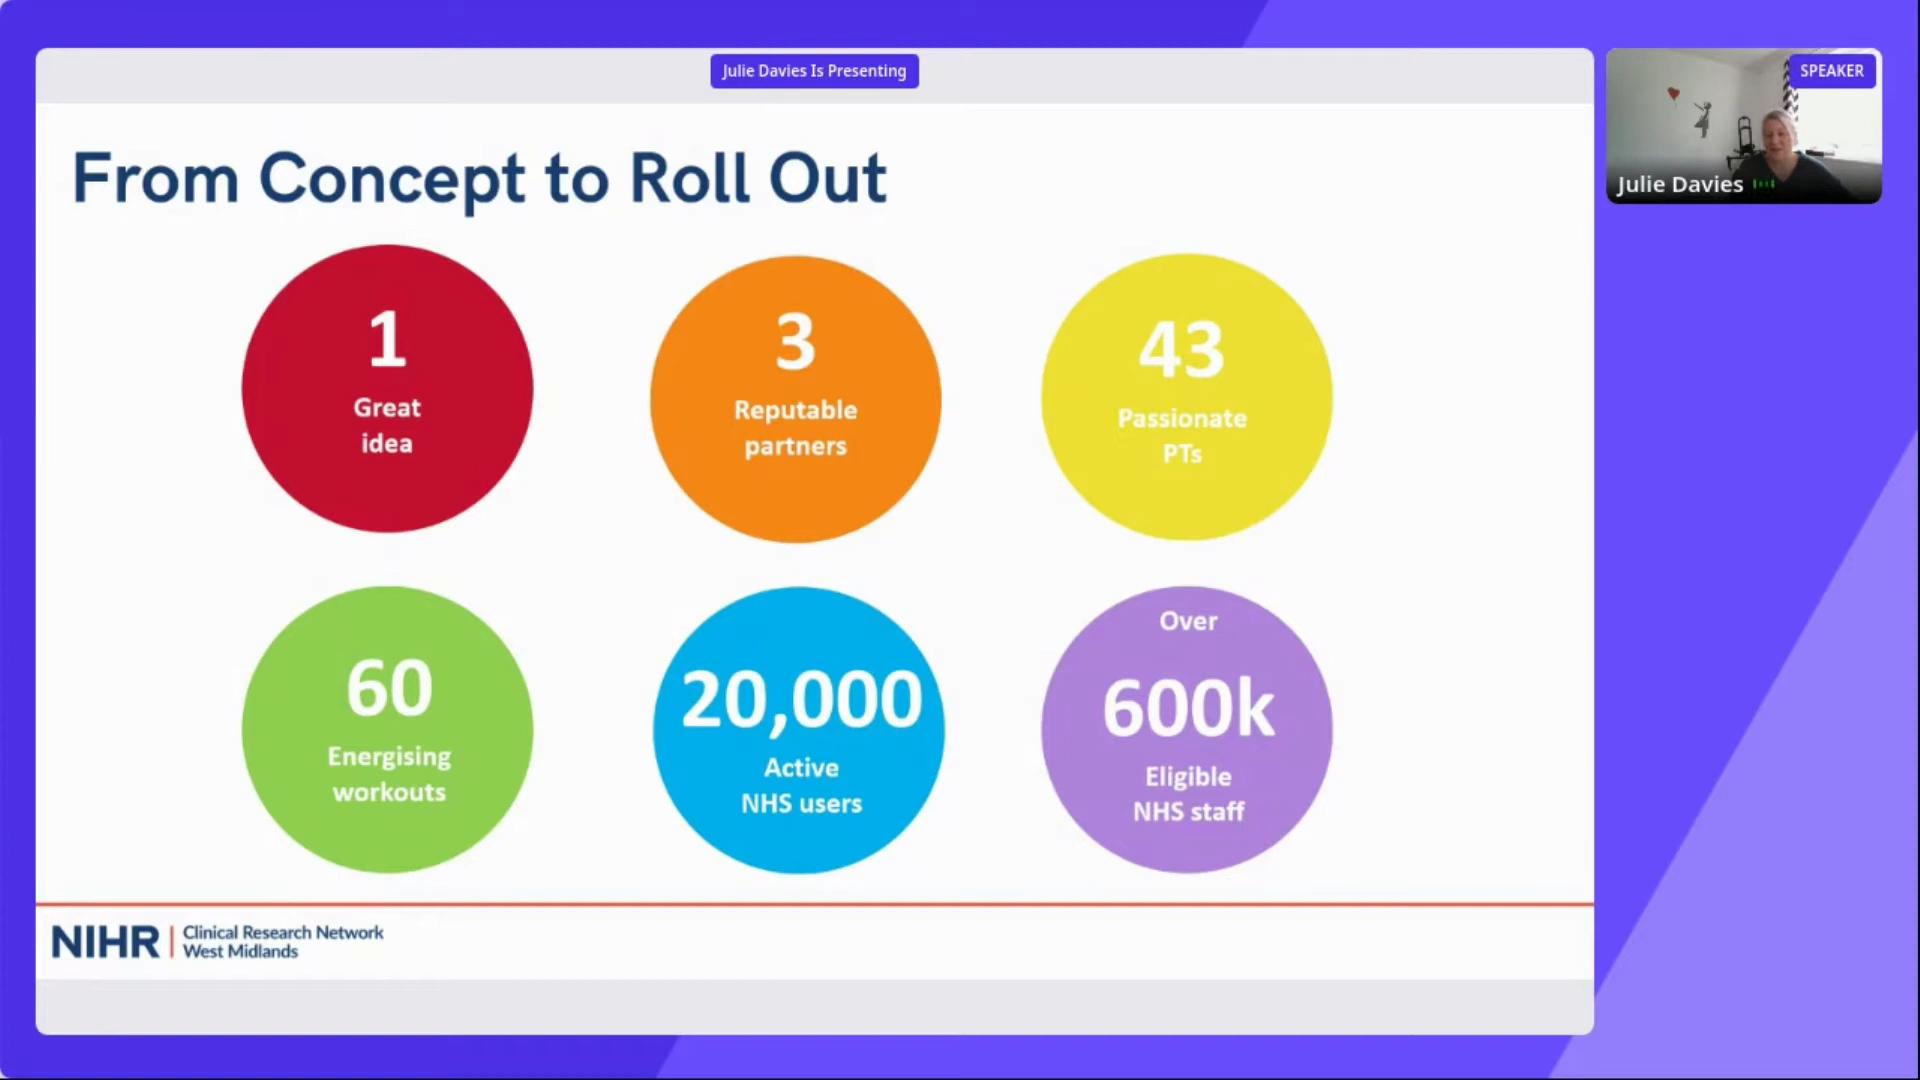 Julie Davies Is Presenting
SPEAKER
Julie Davies
From Concept to Roll Out
1
Great
idea
3
Reputable
partners
43
Passionate
PTs
60
Energising
workouts
20,000
Active
NHS users
Over
600k
Eligible
NHS staff
NIHR
Clinical Research Network
West Midlands